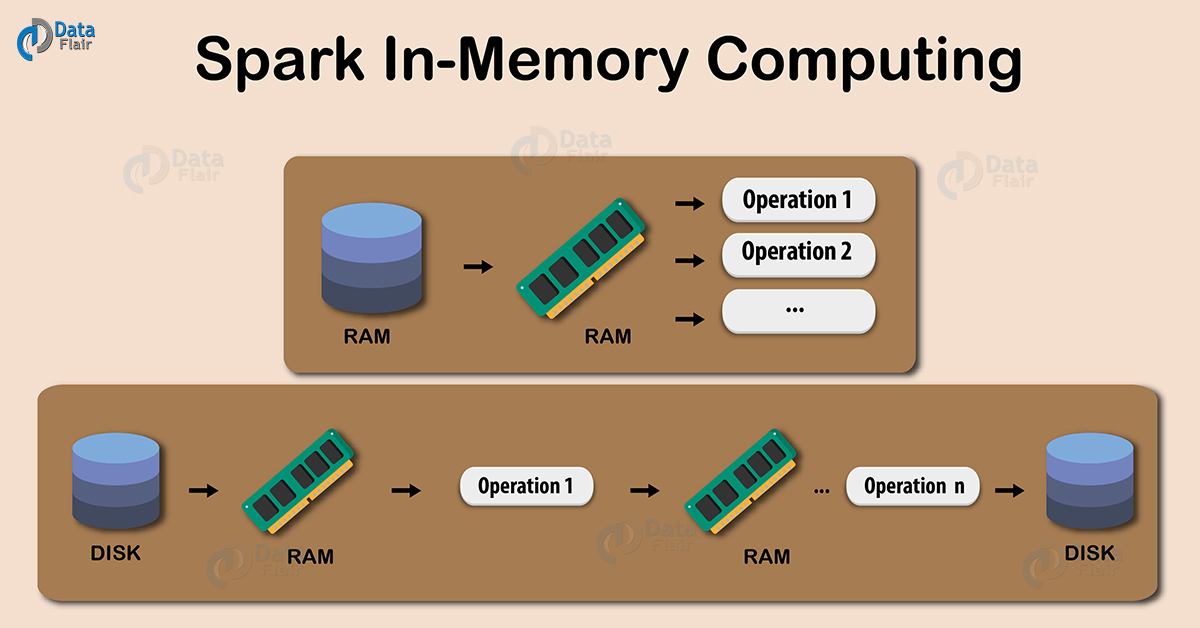 Data
Flair
Spark In-Memory Computing
Data
Flair
Data
Flair
Data
Flair
Operation 1
Operation 2
...
RAM
RAM
Operation 1
...
Operation n
DISK
RAM
RAM
DISK
Data
Flair
Data
Flair
Data
Flair